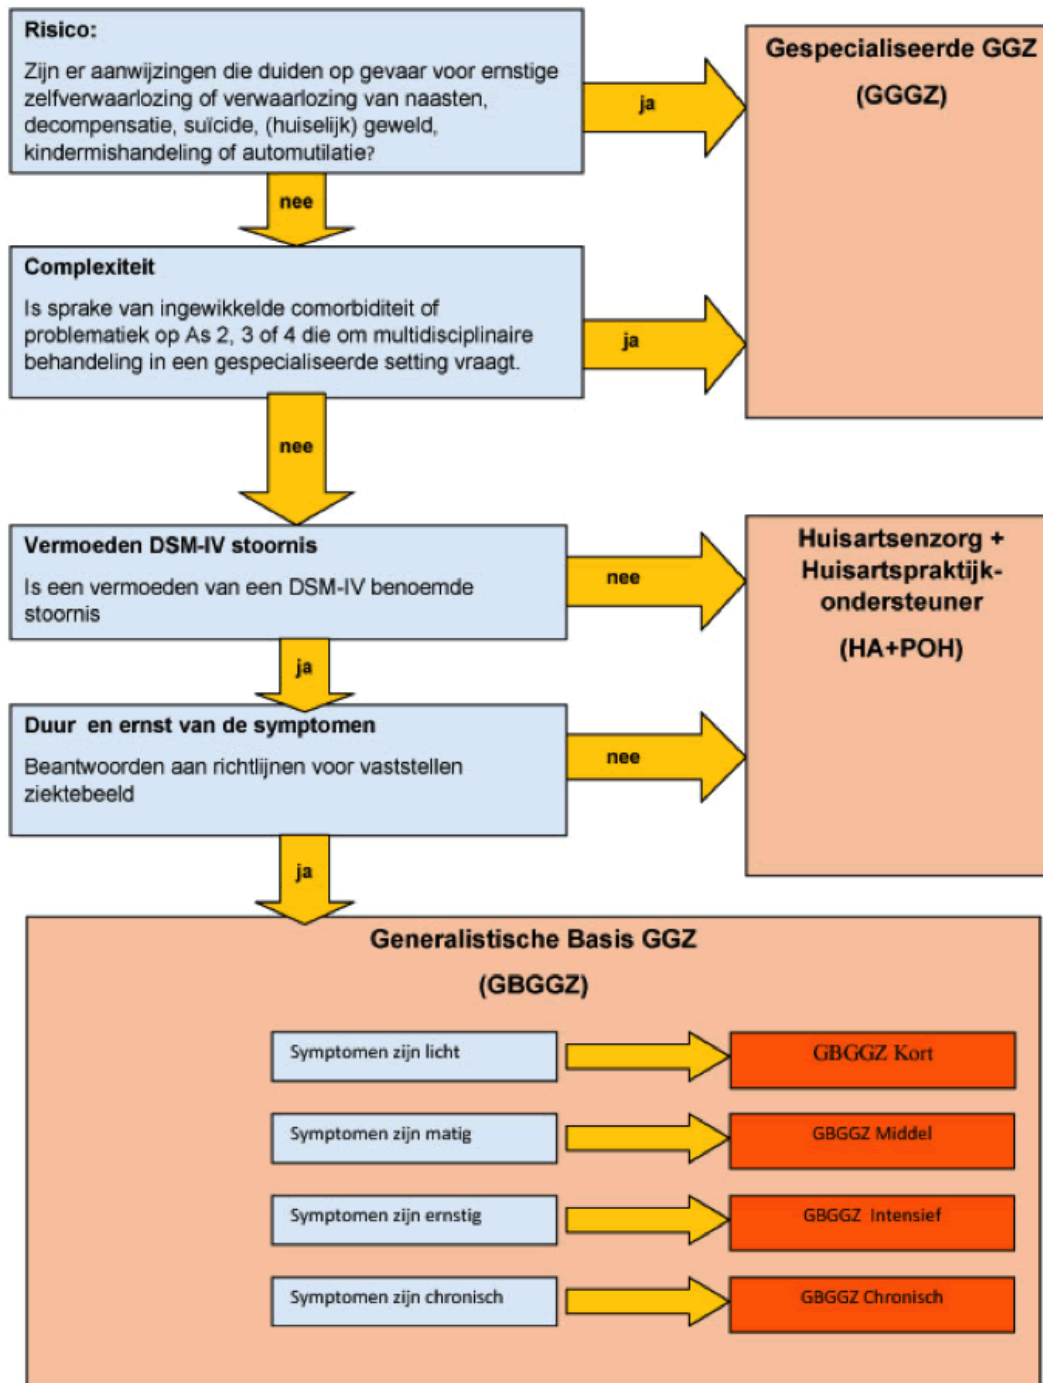 Risico:
Zijn er aanwijzingen die duiden op gevaar voor ernstige
zelfverwaarlozing of verwaarlozing van naasten,
decompensatie, suïcide, (huiselijk) geweld,
kindermishandeling of automutilatie?
ja
Gespecialiseerde GGZ
(GGGZ)
nee
Complexiteit
Is sprake van ingewikkelde comorbiditeit of
problematiek op As 2, 3 of 4 die om multidisciplinaire
behandeling in een gespecialiseerde setting vraagt.
ja
nee
Vermoeden DSM-IV stoornis
Is een vermoeden van een DSM-IV benoemde
stoornis
nee
Huisartsenzorg +
Huisartspraktijk-
ondersteuner
(HA+POH)
ja
Duur en ernst van de symptomen
Beantwoorden aan richtlijnen voor vaststellen
ziektebeeld
nee
ja
Generalistische Basis GGZ
(GBGGZ)
Symptomen zijn licht
GBGGZ Kort
Symptomen zijn matig
GBGGZ Middel
Symptomen zijn ernstig
GBGGZ Intensief
Symptomen zijn chronisch
GBGGZ Chronisch